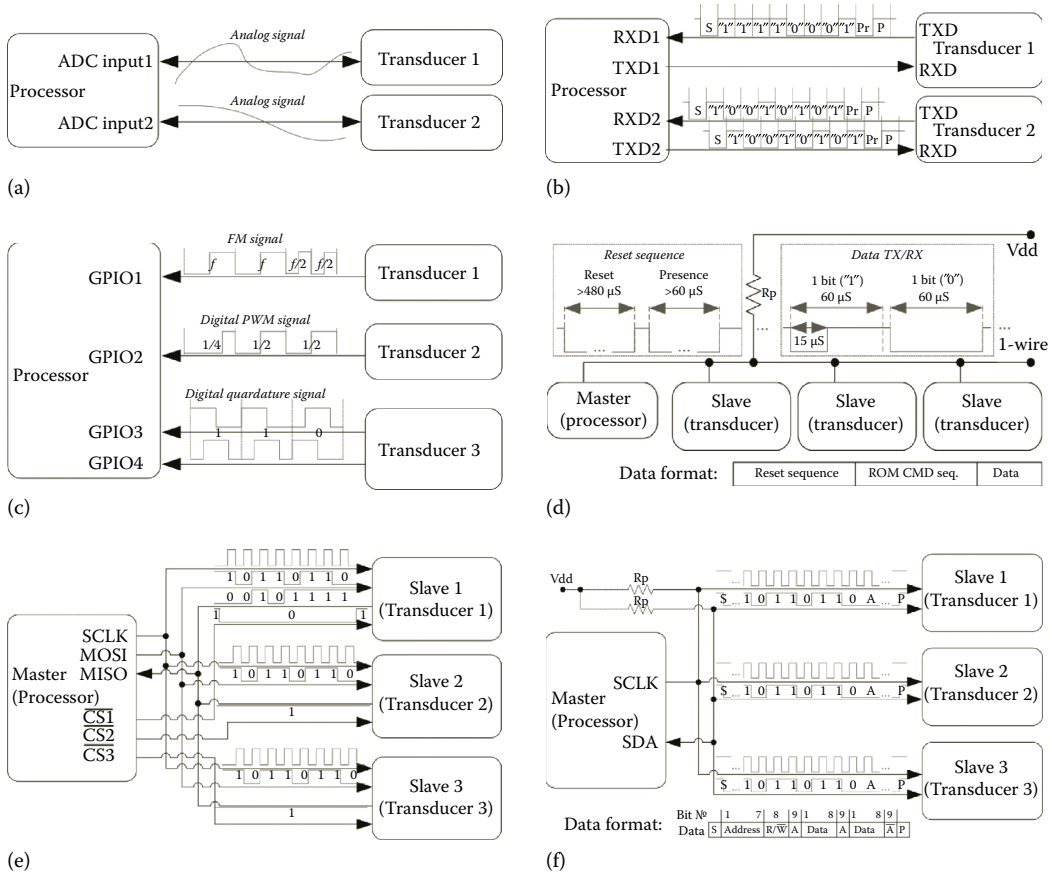 Analog signal
ADC input1
Transducer 1
Processor
Analog signal
ADC input2
Transducer 2
(a)
S "1" "1" "1" "1" "0" "0" "0" "1" Pr P
RXD1
TXD
Transducer 1
TXD1
RXD
Processor
S "1" "0" "0" "1" "0" "1" "0" "1" Pr P
RXD2
TXD
Transducer 2
S "1" "0" "0" "1" "0" "1" "0" "1" Pr P
TXD2
RXD
(b)
FM signal
f f f/2 f/2
GPIO1
Transducer 1
Digital PWM signal
1/4 1/2 1/2
GPIO2
Transducer 2
Processor
Digital quardature signal
GPIO3
1 1 0
Transducer 3
GPIO4
(c)
Vdd
Reset sequence
Data TX/RX
Reset
>480 µS
Presence
>60 µS
Rp
1 bit ("1")
60 µS
1 bit ("0")
60 µS
15 µS
... ... ... ...
1-wire
Master
(processor)
Slave
(transducer)
Slave
(transducer)
Slave
(transducer)
Data format: Reset sequence ROM CMD seq. Data
(d)
1 0 1 1 0 1 1 0
0 0 1 0 1 1 1 1
1 0 1
Slave 1
(Transducer 1)
SCLK
MOSI
MISO
Master
(Processor)
CS1
CS2
CS3
1 0 1 1 0 1 1 0
1
Slave 2
(Transducer 2)
1 0 1 1 0 1 1 0
1
Slave 3
(Transducer 3)
(e)
Vdd
Rp
Rp
... ...
S ... 1 0 1 1 0 1 1 0 A ... P
Slave 1
(Transducer 1)
Master
(Processor)
SCLK
SDA
... ...
S ... 1 0 1 1 0 1 1 0 A ... P
Slave 2
(Transducer 2)
... ...
S ... 1 0 1 1 0 1 1 0 A ... P
Slave 3
(Transducer 3)
Data format:
Bit № 1 7 8 9 1 8 9 1 8 9
Data S Address R/W̅ A Data A Data A̅ P
(f)